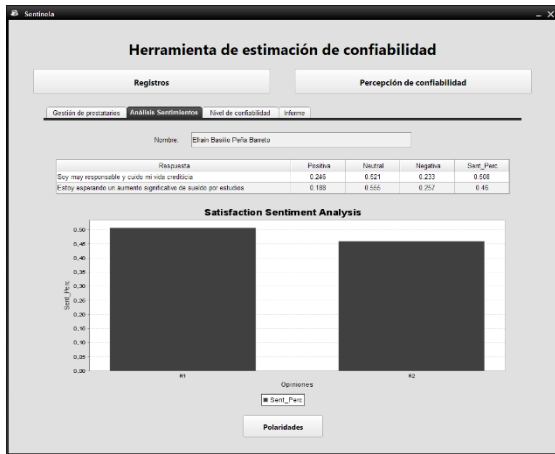 Sentinela
Herramienta de estimación de confiabilidad
Registros
Percepción de confiabilidad
Gestión de prestatarios Análisis Sentimientos Nivel de confiabilidad Informe
Nombre: Efraín Basilio Peña Barreto
Respuesta Positiva Neutral Negativa Sent_Perc
Soy muy responsable y cuido mi vida crediticia 0.246 0.521 0.233 0.508
Estoy esperando un aumento significativo de sueldo por estudios 0.188 0.555 0.257 0.46
Satisfaction Sentiment Analysis
0,50
0,45
0,40
0,35
0,30
0,25
0,20
0,15
0,10
0,05
0,00
Sent_Perc
R1 R2
Opiniones
Sent_Perc
Polaridades